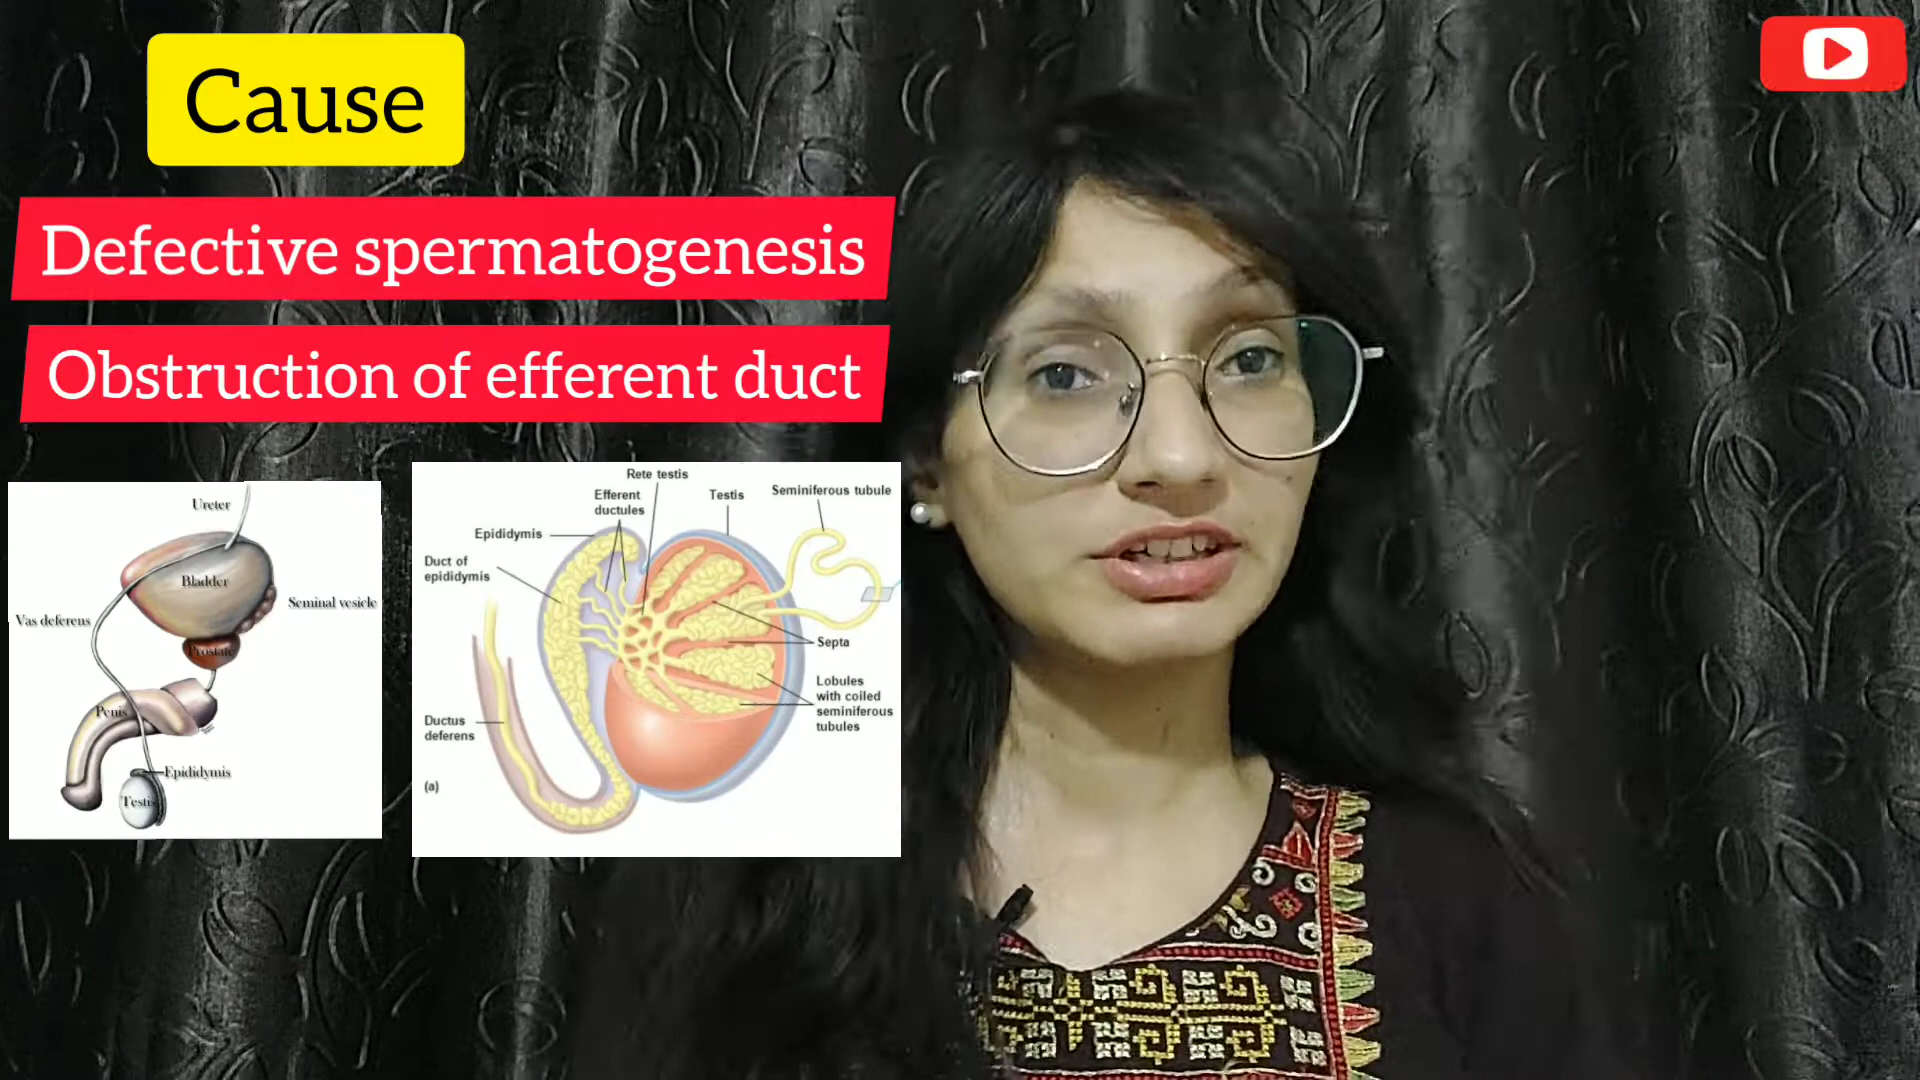 Cause
Defective spermatogenesis
Obstruction of efferent duct
Ureter
Bladder
Seminal vesicle
Vas deferens
Prostate
Penis
Epididymis
Testis
Rete testis
Efferent
ductules
Testis
Seminiferous tubule
Epididymis
Duct of
epididymis
Septa
Lobules
with coiled
seminiferous
tubules
Ductus
deferens
(a)